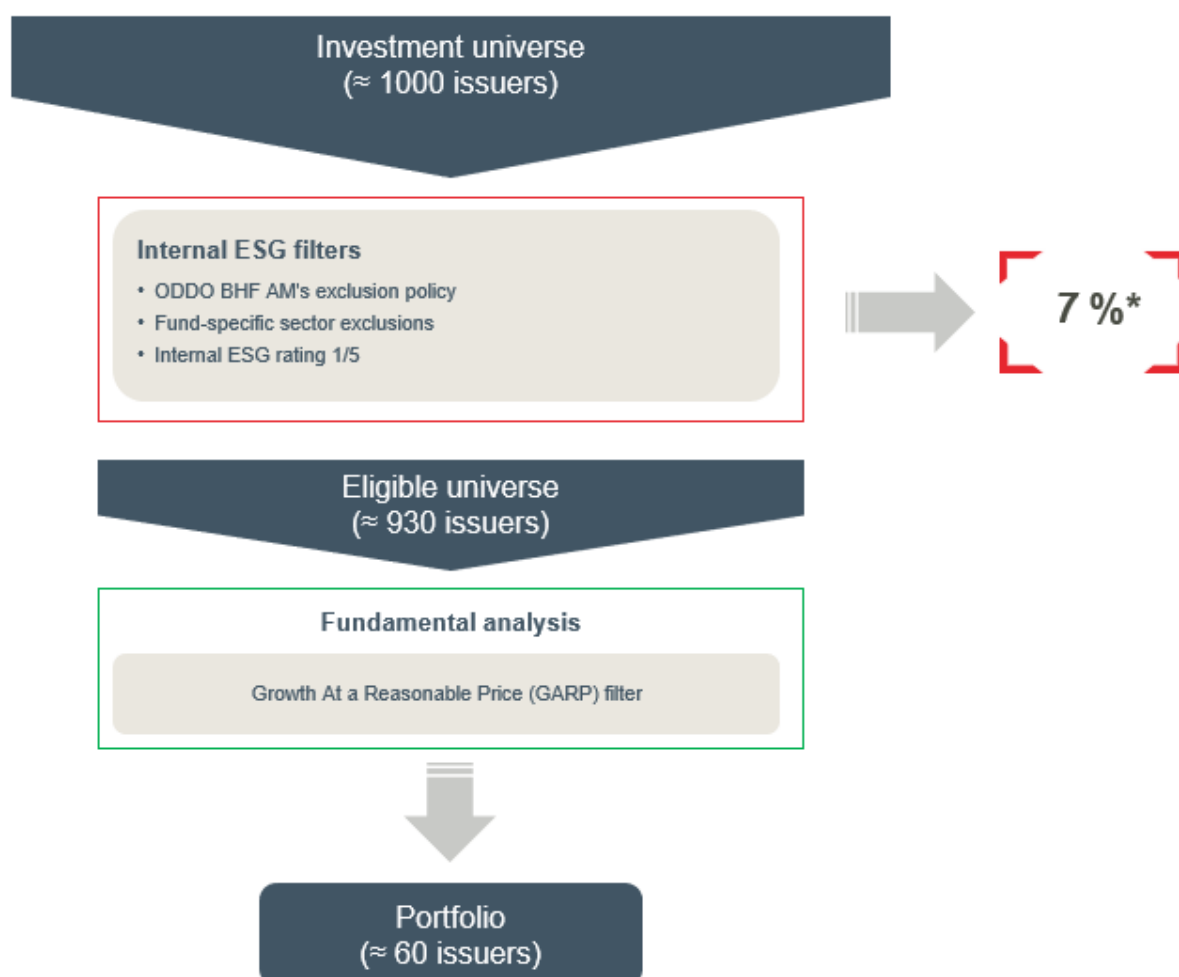 Investment universe
(≈ 1000 issuers)
Internal ESG filters
• ODDO BHF AM's exclusion policy
• Fund-specific sector exclusions
• Internal ESG rating 1/5
7 %*
Eligible universe
(≈ 930 issuers)
Fundamental analysis
Growth At a Reasonable Price (GARP) filter
Portfolio
(≈ 60 issuers)